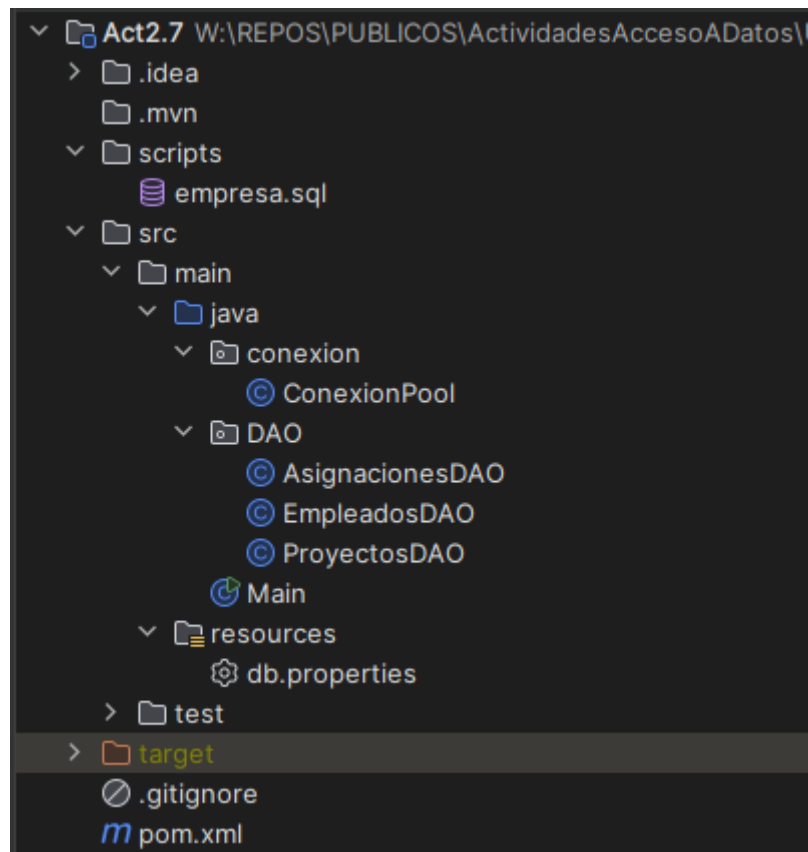 Act2.7 W:\REPOS\PUBLICOS\ActividadesAccesoADatos\
.idea
.mvn
scripts
empresa.sql
src
main
java
conexion
ConexionPool
DAO
AsignacionesDAO
EmpleadosDAO
ProyectosDAO
Main
resources
db.properties
test
target
.gitignore
pom.xml